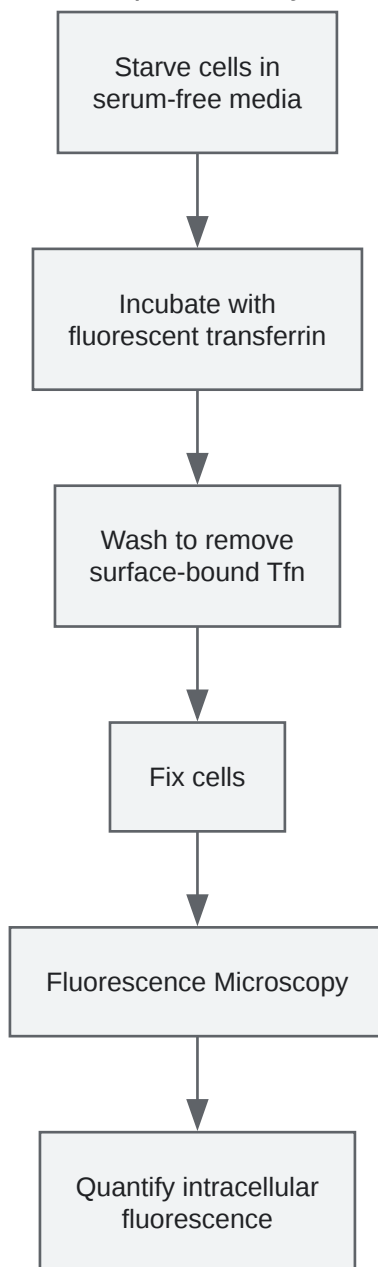 Starve cells in
serum-free media
Incubate with
fluorescent transferrin
Wash to remove
surface-bound Tfn
Fix cells
Fluorescence Microscopy
Quantify intracellular
fluorescence